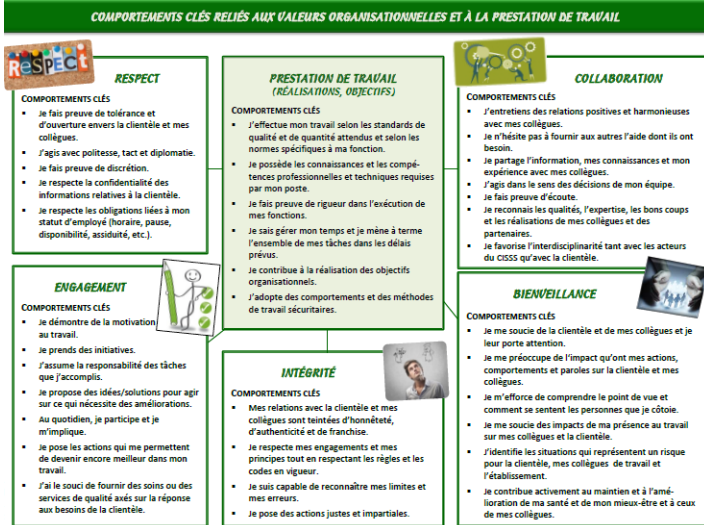 COMPORTEMENTS CLÉS RELIÉS AUX VALEURS ORGANISATIONNELLES ET À LA PRESTATION DE TRAVAIL
RESPECT
RESPECT
COMPORTEMENTS CLÉS
▪ Je fais preuve de tolérance et
d'ouverture envers la clientèle et mes
collègues.
▪ J'agis avec politesse, tact et diplomatie.
▪ Je fais preuve de discrétion.
▪ Je respecte la confidentialité des
informations relatives à la clientèle.
▪ Je respecte les obligations liées à mon
statut d'employé (horaire, pause,
disponibilité, assiduité, etc.).
PRESTATION DE TRAVAIL
(RÉALISATIONS, OBJECTIFS)
COMPORTEMENTS CLÉS
▪ J'effectue mon travail selon les standards de
qualité et de quantité attendus et selon les
normes spécifiques à ma fonction.
▪ Je possède les connaissances et les compé-
tences professionnelles et techniques requises
par mon poste.
▪ Je fais preuve de rigueur dans l'exécution de
mes fonctions.
▪ Je sais gérer mon temps et je mène à terme
l'ensemble de mes tâches dans les délais
prévus.
▪ Je contribue à la réalisation des objectifs
organisationnels.
▪ J'adopte des comportements et des méthodes
de travail sécuritaires.
COLLABORATION
COMPORTEMENTS CLÉS
▪ J'entretiens des relations positives et harmonieuses
avec mes collègues.
▪ Je n'hésite pas à fournir aux autres l'aide dont ils ont
besoin.
▪ Je partage l'information, mes connaissances et mon
expérience avec mes collègues.
▪ J'agis dans le sens des décisions de mon équipe.
▪ Je fais preuve d'écoute.
▪ Je reconnais les qualités, l'expertise, les bons coups
et les réalisations de mes collègues et des
partenaires.
▪ Je favorise l'interdisciplinarité tant avec les acteurs
du CISSS qu'avec la clientèle.
ENGAGEMENT
COMPORTEMENTS CLÉS
▪ Je démontre de la motivation
au travail.
▪ Je prends des initiatives.
▪ J'assume la responsabilité des tâches
que j'accomplis.
▪ Je propose des idées/solutions pour agir
sur ce qui nécessite des améliorations.
▪ Au quotidien, je participe et je
m'implique.
▪ Je pose les actions qui me permettent
de devenir encore meilleur dans mon
travail.
▪ J'ai le souci de fournir des soins ou des
services de qualité axés sur la réponse
aux besoins de la clientèle.
INTÉGRITÉ
COMPORTEMENTS CLÉS
▪ Mes relations avec la clientèle et mes
collègues sont teintées d'honnêteté,
d'authenticité et de franchise.
▪ Je respecte mes engagements et mes
principes tout en respectant les règles et les
codes en vigueur.
▪ Je suis capable de reconnaître mes limites et
mes erreurs.
▪ Je pose des actions justes et impartiales.
BIENVEILLANCE
COMPORTEMENTS CLÉS
▪ Je me soucie de la clientèle et de mes collègues et je
leur porte attention.
▪ Je me préoccupe de l'impact qu'ont mes actions,
comportements et paroles sur la clientèle et mes
collègues.
▪ Je m'efforce de comprendre le point de vue et
comment se sentent les personnes que je côtoie.
▪ Je me soucie des impacts de ma présence au travail
sur mes collègues et la clientèle.
▪ J'identifie les situations qui représentent un risque
pour la clientèle, mes collègues de travail et
l'établissement.
▪ Je contribue activement au maintien et à l'amé-
lioration de ma santé et de mon mieux-être et à ceux
de mes collègues.